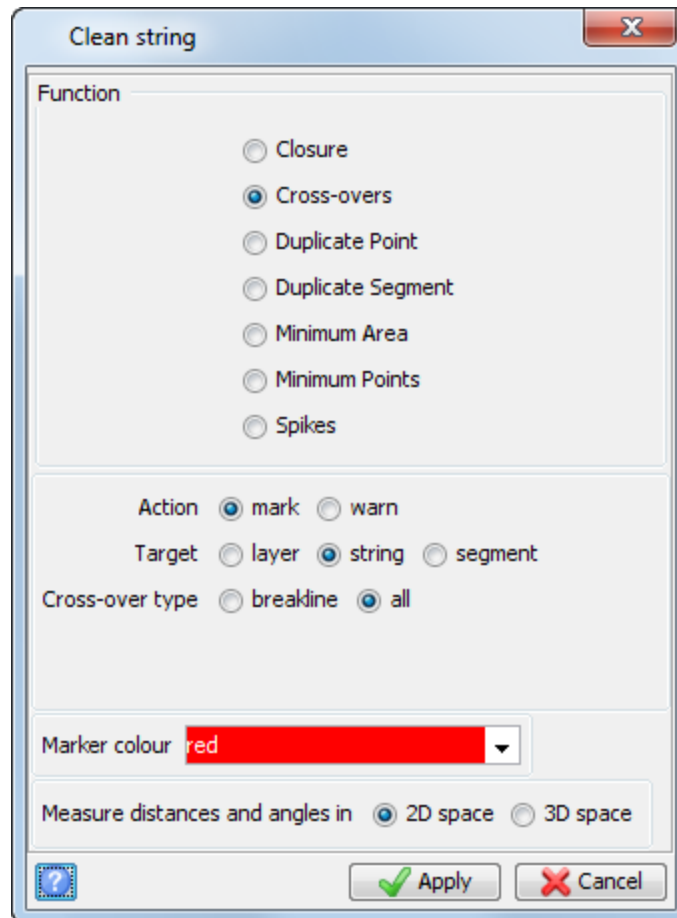 Clean string
Function
Closure
Cross-overs
Duplicate Point
Duplicate Segment
Minimum Area
Minimum Points
Spikes
Action mark warn
Target layer string segment
Cross-over type breakline all
Marker colour red
Measure distances and angles in 2D space 3D space
? Apply Cancel